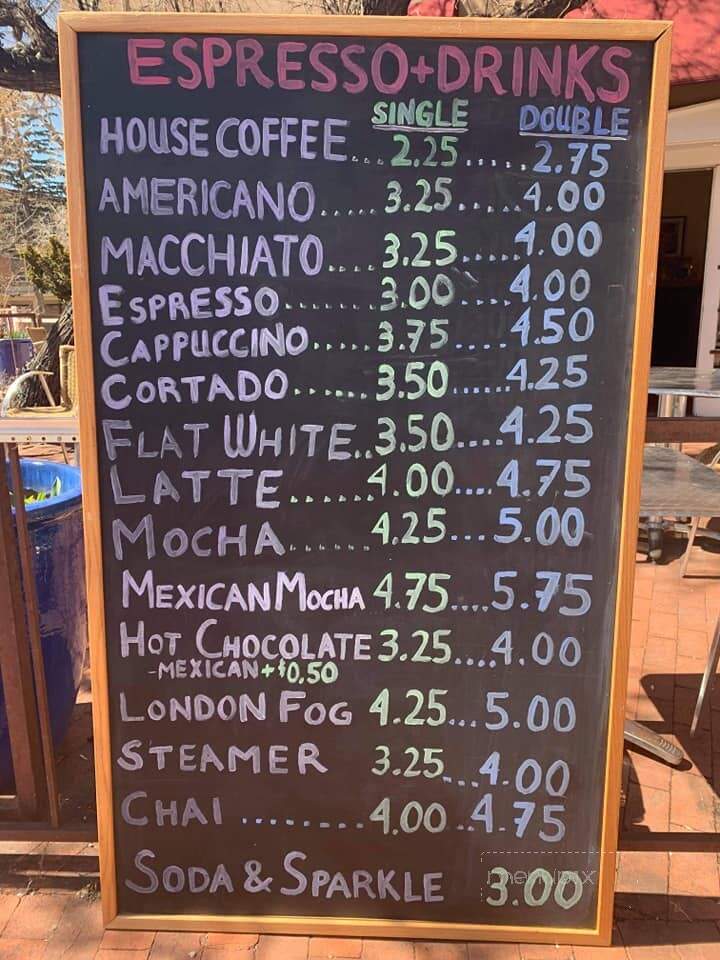 ESPRESSO+DRINKS
SINGLE DOUBLE
HOUSE COFFEE... 2.25 ..... 2.75
AMERICANO ..... 3.25 ..... 4.00
MACCHIATO .... 3.25 ..... 4.00
ESPRESSO ....... 3.00 .... 4.00
CAPPUCCINO ..... 3.75 .... 4.50
CORTADO ...... 3.50 ..... 4.25
FLAT WHITE.. 3.50 .... 4.25
LATTE ...... 4.00 .... 4.75
MOCHA ...... 4.25 ... 5.00
MEXICAN MOCHA 4.75 .... 5.75
HOT CHOCOLATE 3.25 .... 4.00
-MEXICAN +$0.50
LONDON FOG 4.25 ... 5.00
STEAMER 3.25 ... 4.00
CHAI ........ 4.00 .. 4.75
SODA & SPARKLE 3.00
menupix